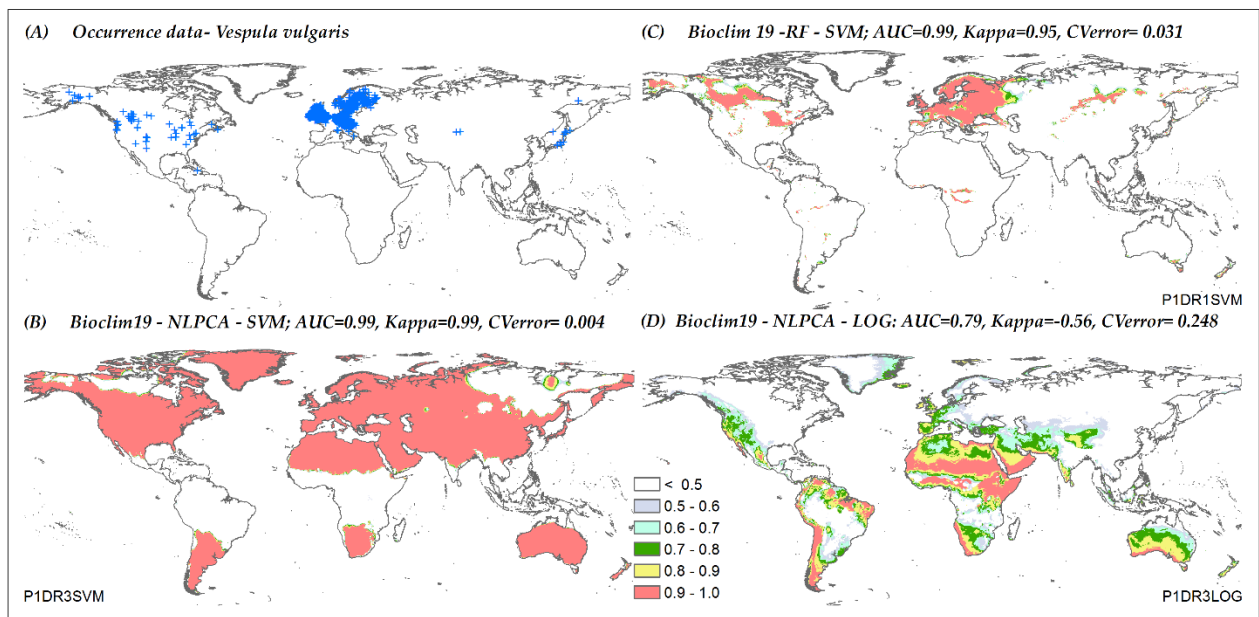 (A) Occurrence data- Vespula vulgaris
(C) Bioclim 19 -RF - SVM; AUC=0.99, Kappa=0.95, CVerror= 0.031
P1DR1SVM
(B) Bioclim19 - NLPCA - SVM; AUC=0.99, Kappa=0.99, CVerror= 0.004
(D) Bioclim19 - NLPCA - LOG: AUC=0.79, Kappa=-0.56, CVerror= 0.248
< 0.5
0.5 - 0.6
0.6 - 0.7
0.7 - 0.8
0.8 - 0.9
0.9 - 1.0
P1DR3SVM
P1DR3LOG